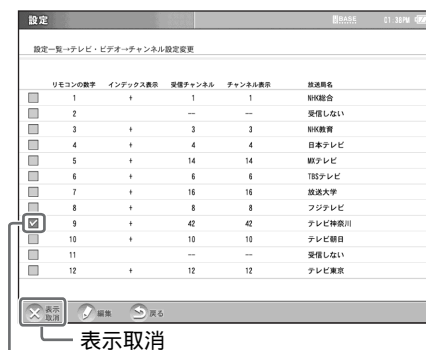 設定 BASE 01:38PM
設定一覧→テレビ・ビデオ→チャンネル設定変更
リモコンの数字 インデックス表示 受信チャンネル チャンネル表示 放送局名
1 + 1 1 NHK総合
2 -- -- 受信しない
3 + 3 3 NHK教育
4 + 4 4 日本テレビ
5 + 14 14 MXテレビ
6 + 6 6 TBSテレビ
7 + 16 16 放送大学
8 + 8 8 フジテレビ
9 + 42 42 テレビ神奈川
10 + 10 10 テレビ朝日
11 -- -- 受信しない
12 + 12 12 テレビ東京
表示取消 編集 戻る
表示取消